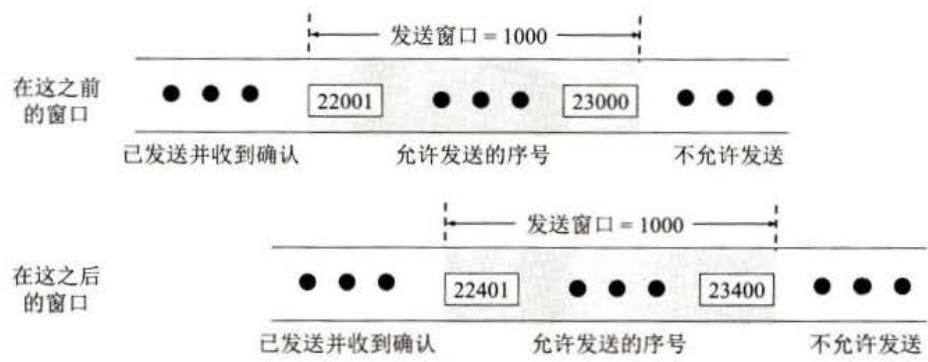 发送窗口 = 1000
在这之前
的窗口
22001
23000
已发送并收到确认
允许发送的序号
不允许发送
发送窗口 = 1000
在这之后
的窗口
22401
23400
已发送并收到确认
允许发送的序号
不允许发送